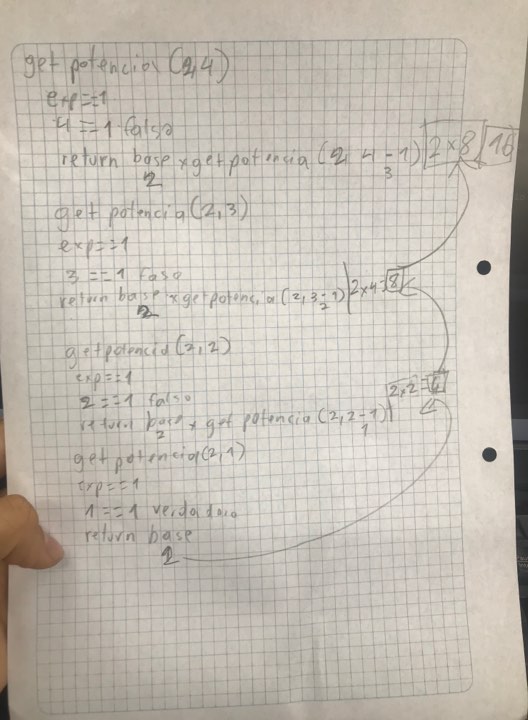 get potencia (2,4)
exp==1
4 == 1 falso
return base x get potencia (2, 4-1) 2x8 16
2 3
get potencia (2,3)
exp==1
3 ==1 faso
return base x get potencia (2,3-1) 2x4=8
2 2
get potencia (2,2)
exp==1
2==1 falso
return base x get potencia (2,2-1) 2x2=4
2 1
get potencia(2,1)
exp==1
1 ==1 verdadero
return base
2